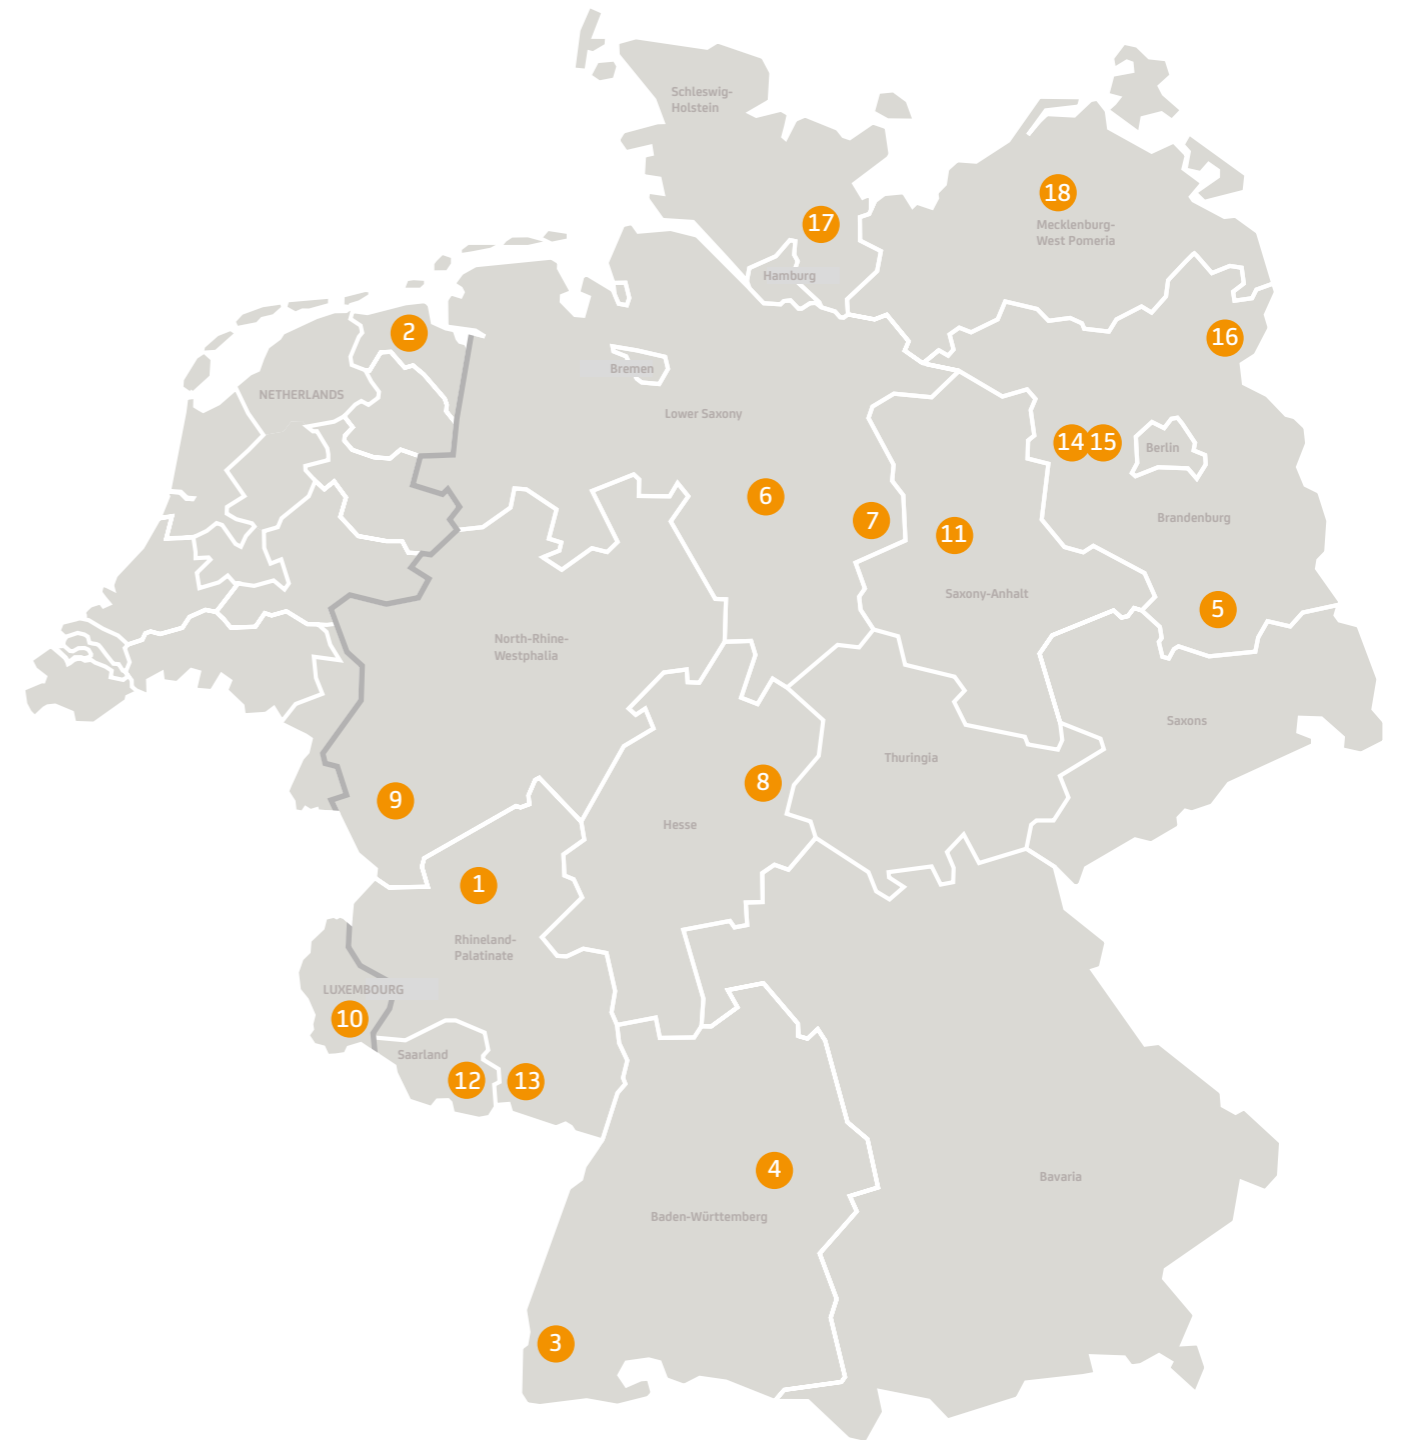 Schleswig-
Holstein
18
17
Mecklenburg-
West Pomeria
Hamburg
2
16
Bremen
NETHERLANDS
Lower Saxony
14
15
Berlin
6
7
11
Brandenburg
Saxony-Anhalt
5
North-Rhine-
Westphalia
Saxons
Thuringia
8
9
Hesse
1
Rhineland-
Palatinate
LUXEMBOURG
10
Saarland
12
13
4
Bavaria
Baden-Württemberg
3